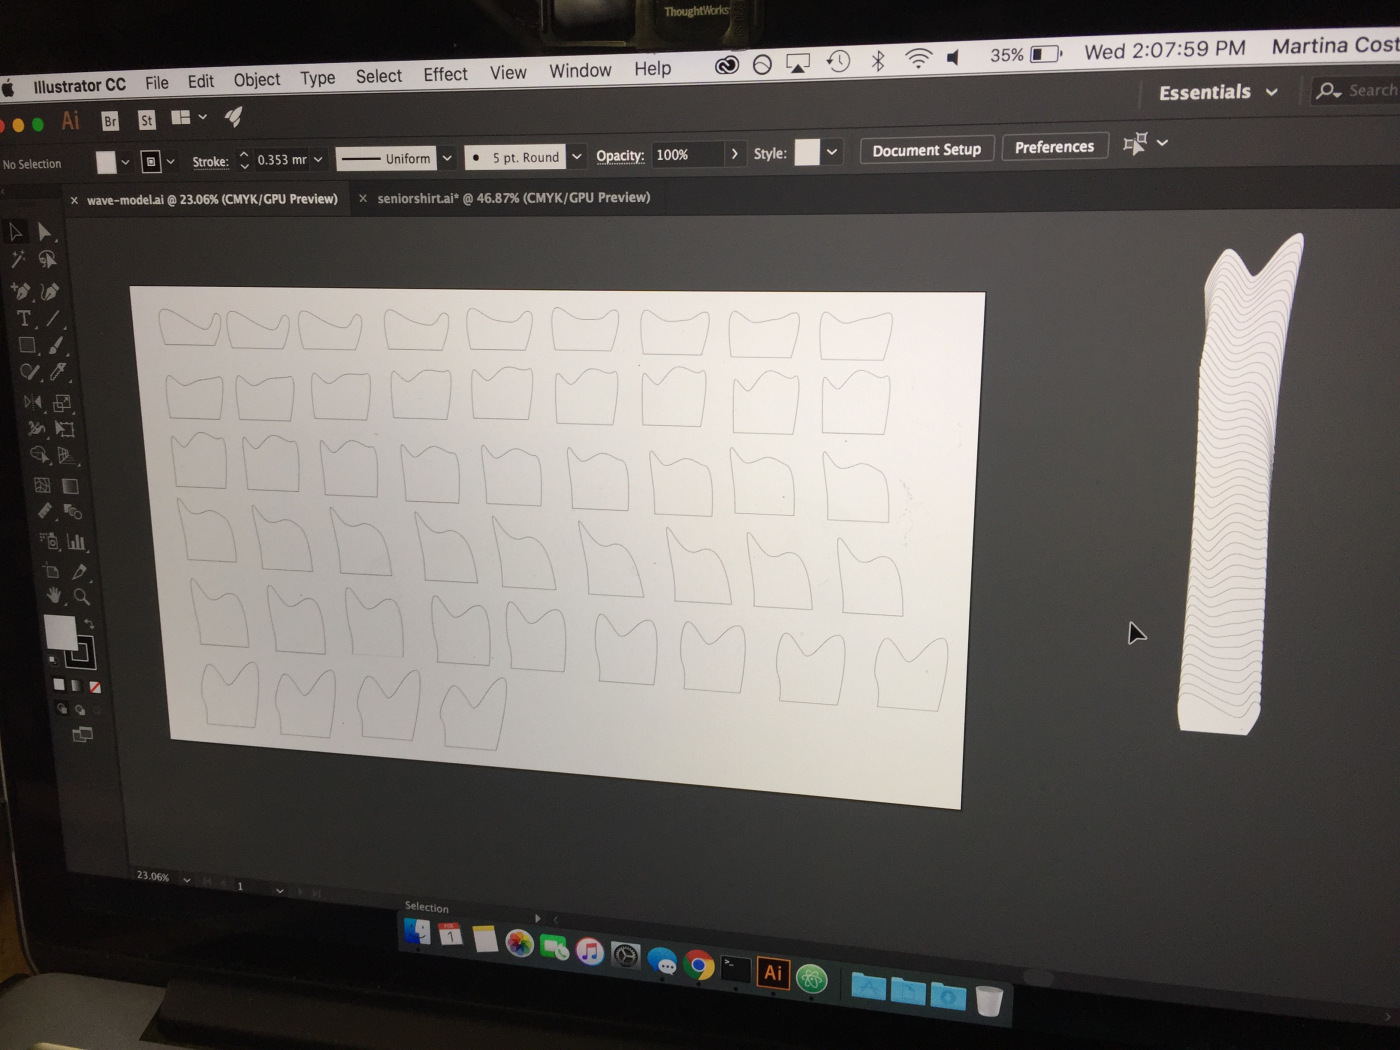 ThoughtWorks
Illustrator CC File Edit Object Type Select Effect View Window Help 35% Wed 2:07:59 PM Martina Cost
Ai Br St Essentials Search
No Selection Stroke: 0.353 mr Uniform 5 pt. Round Opacity: 100% Style: Document Setup Preferences
× wave-model.ai @ 23.06% (CMYK/GPU Preview) × seniorshirt.ai* @ 46.87% (CMYK/GPU Preview)
T
23.06% 1
Selection
FEB
1
Ai